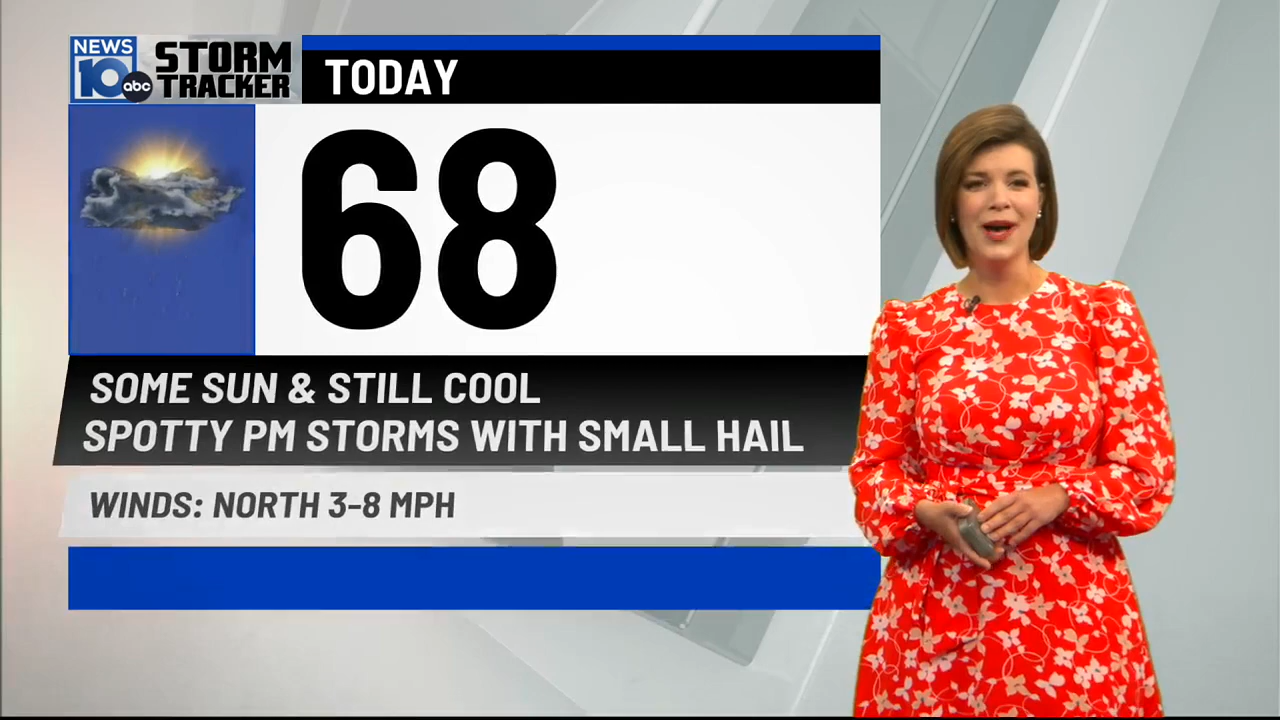 NEWS
10
abc
STORM
TRACKER
TODAY
68
SOME SUN & STILL COOL
SPOTTY PM STORMS WITH SMALL HAIL
WINDS: NORTH 3-8 MPH